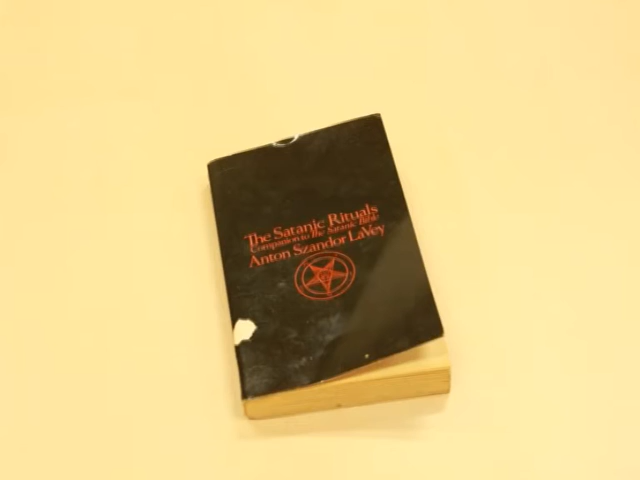 The Satanic Rituals
Companion to The Satanic Bible
Anton Szandor LaVey